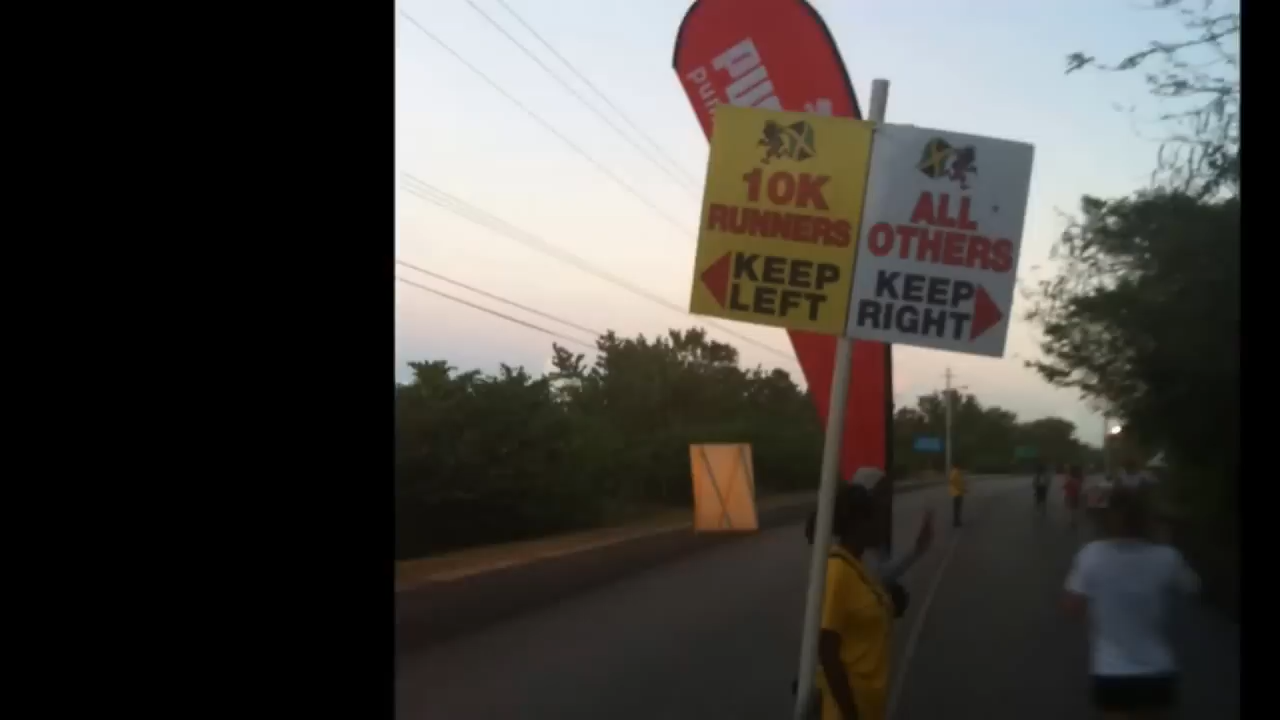 10K
RUNNERS
KEEP
LEFT
ALL
OTHERS
KEEP
RIGHT